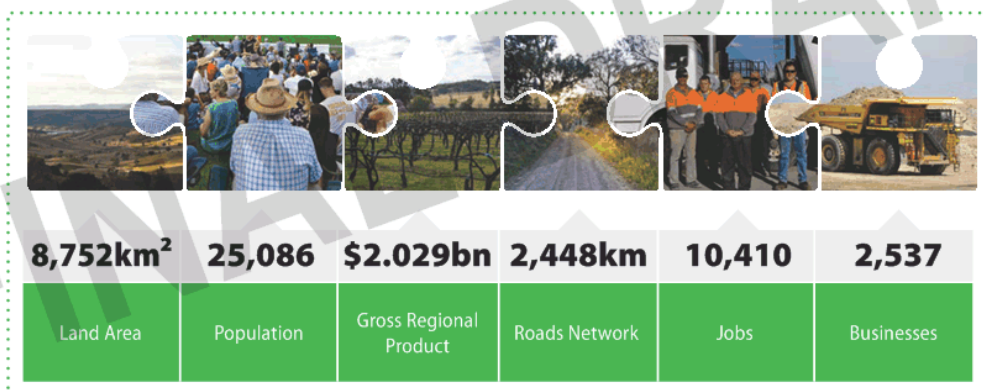 8,752km² 25,086 $2.029bn 2,448km 10,410 2,537
Land Area Population Gross Regional Product Roads Network Jobs Businesses